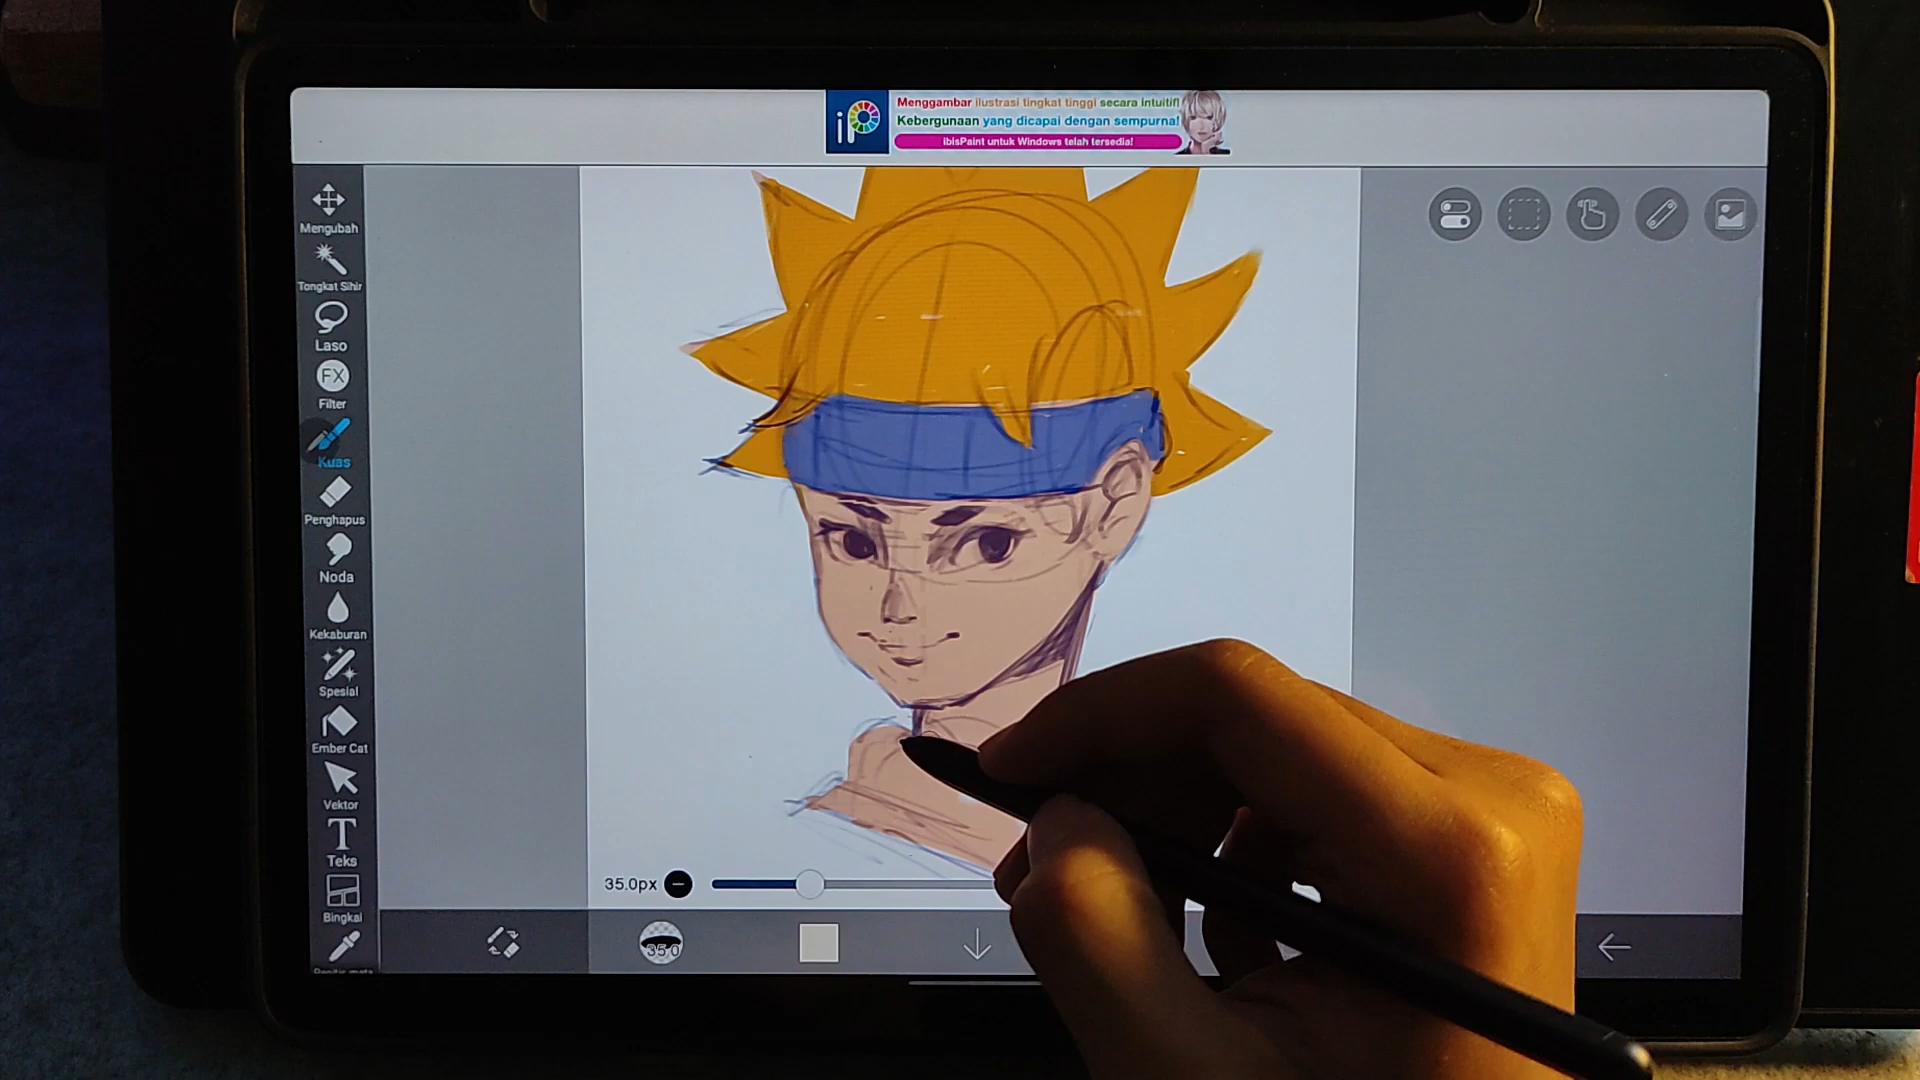 iP
Menggambar ilustrasi tingkat tinggi secara intuitif!
Kebergunaan yang dicapai dengan sempurna!
ibisPaint untuk Windows telah tersedia!
Mengubah
Tongkat Sihir
Laso
FX
Filter
Kuas
Penghapus
Noda
Kekaburan
Spesial
Ember Cat
Vektor
T
Teks
Bingkai
35.0px
35.0